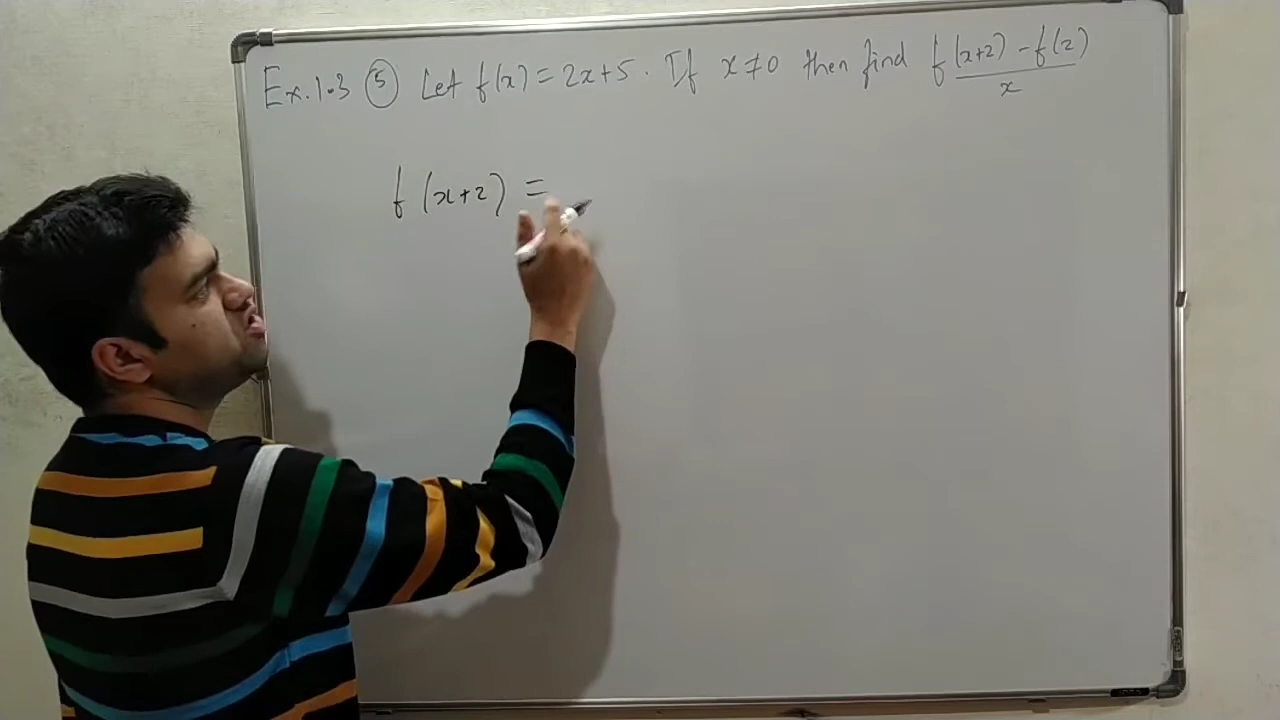 Ex.1.3 ⑤ Let f(x) = 2x+5. If x≠0 then find f(x+2) - f(2) / x
f(x+2) =